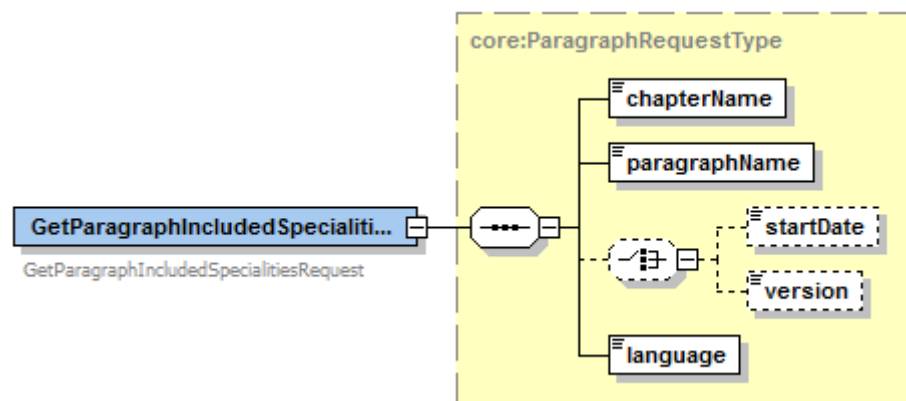 core:ParagraphRequestType
chapterName
paragraphName
GetParagraphIncludedSpecialiti...
GetParagraphIncludedSpecialitiesRequest
startDate
version
language